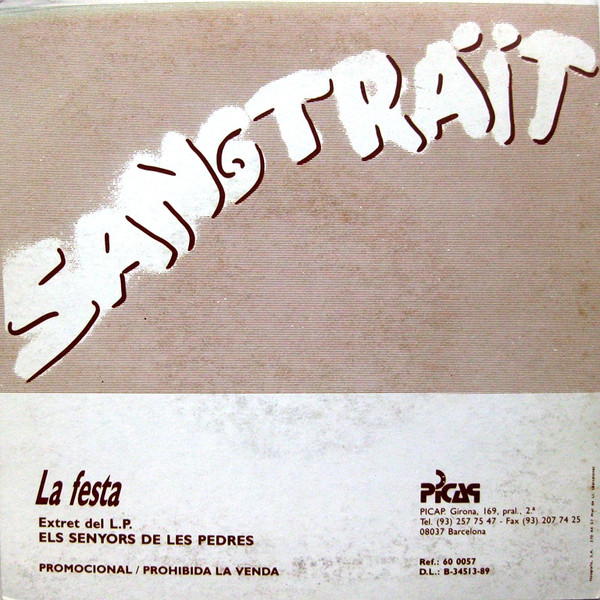 SANGTRAÏT
La festa
Extret del L.P.
ELS SENYORS DE LES PEDRES
PROMOCIONAL / PROHIBIDA LA VENDA
PICAP
PICAP. Girona, 169, pral., 2.ª
Tel. (93) 257 75 47 - Fax (93) 207 74 25
08037 Barcelona
Ref.: 60 0057
D.L.: B-34513-89